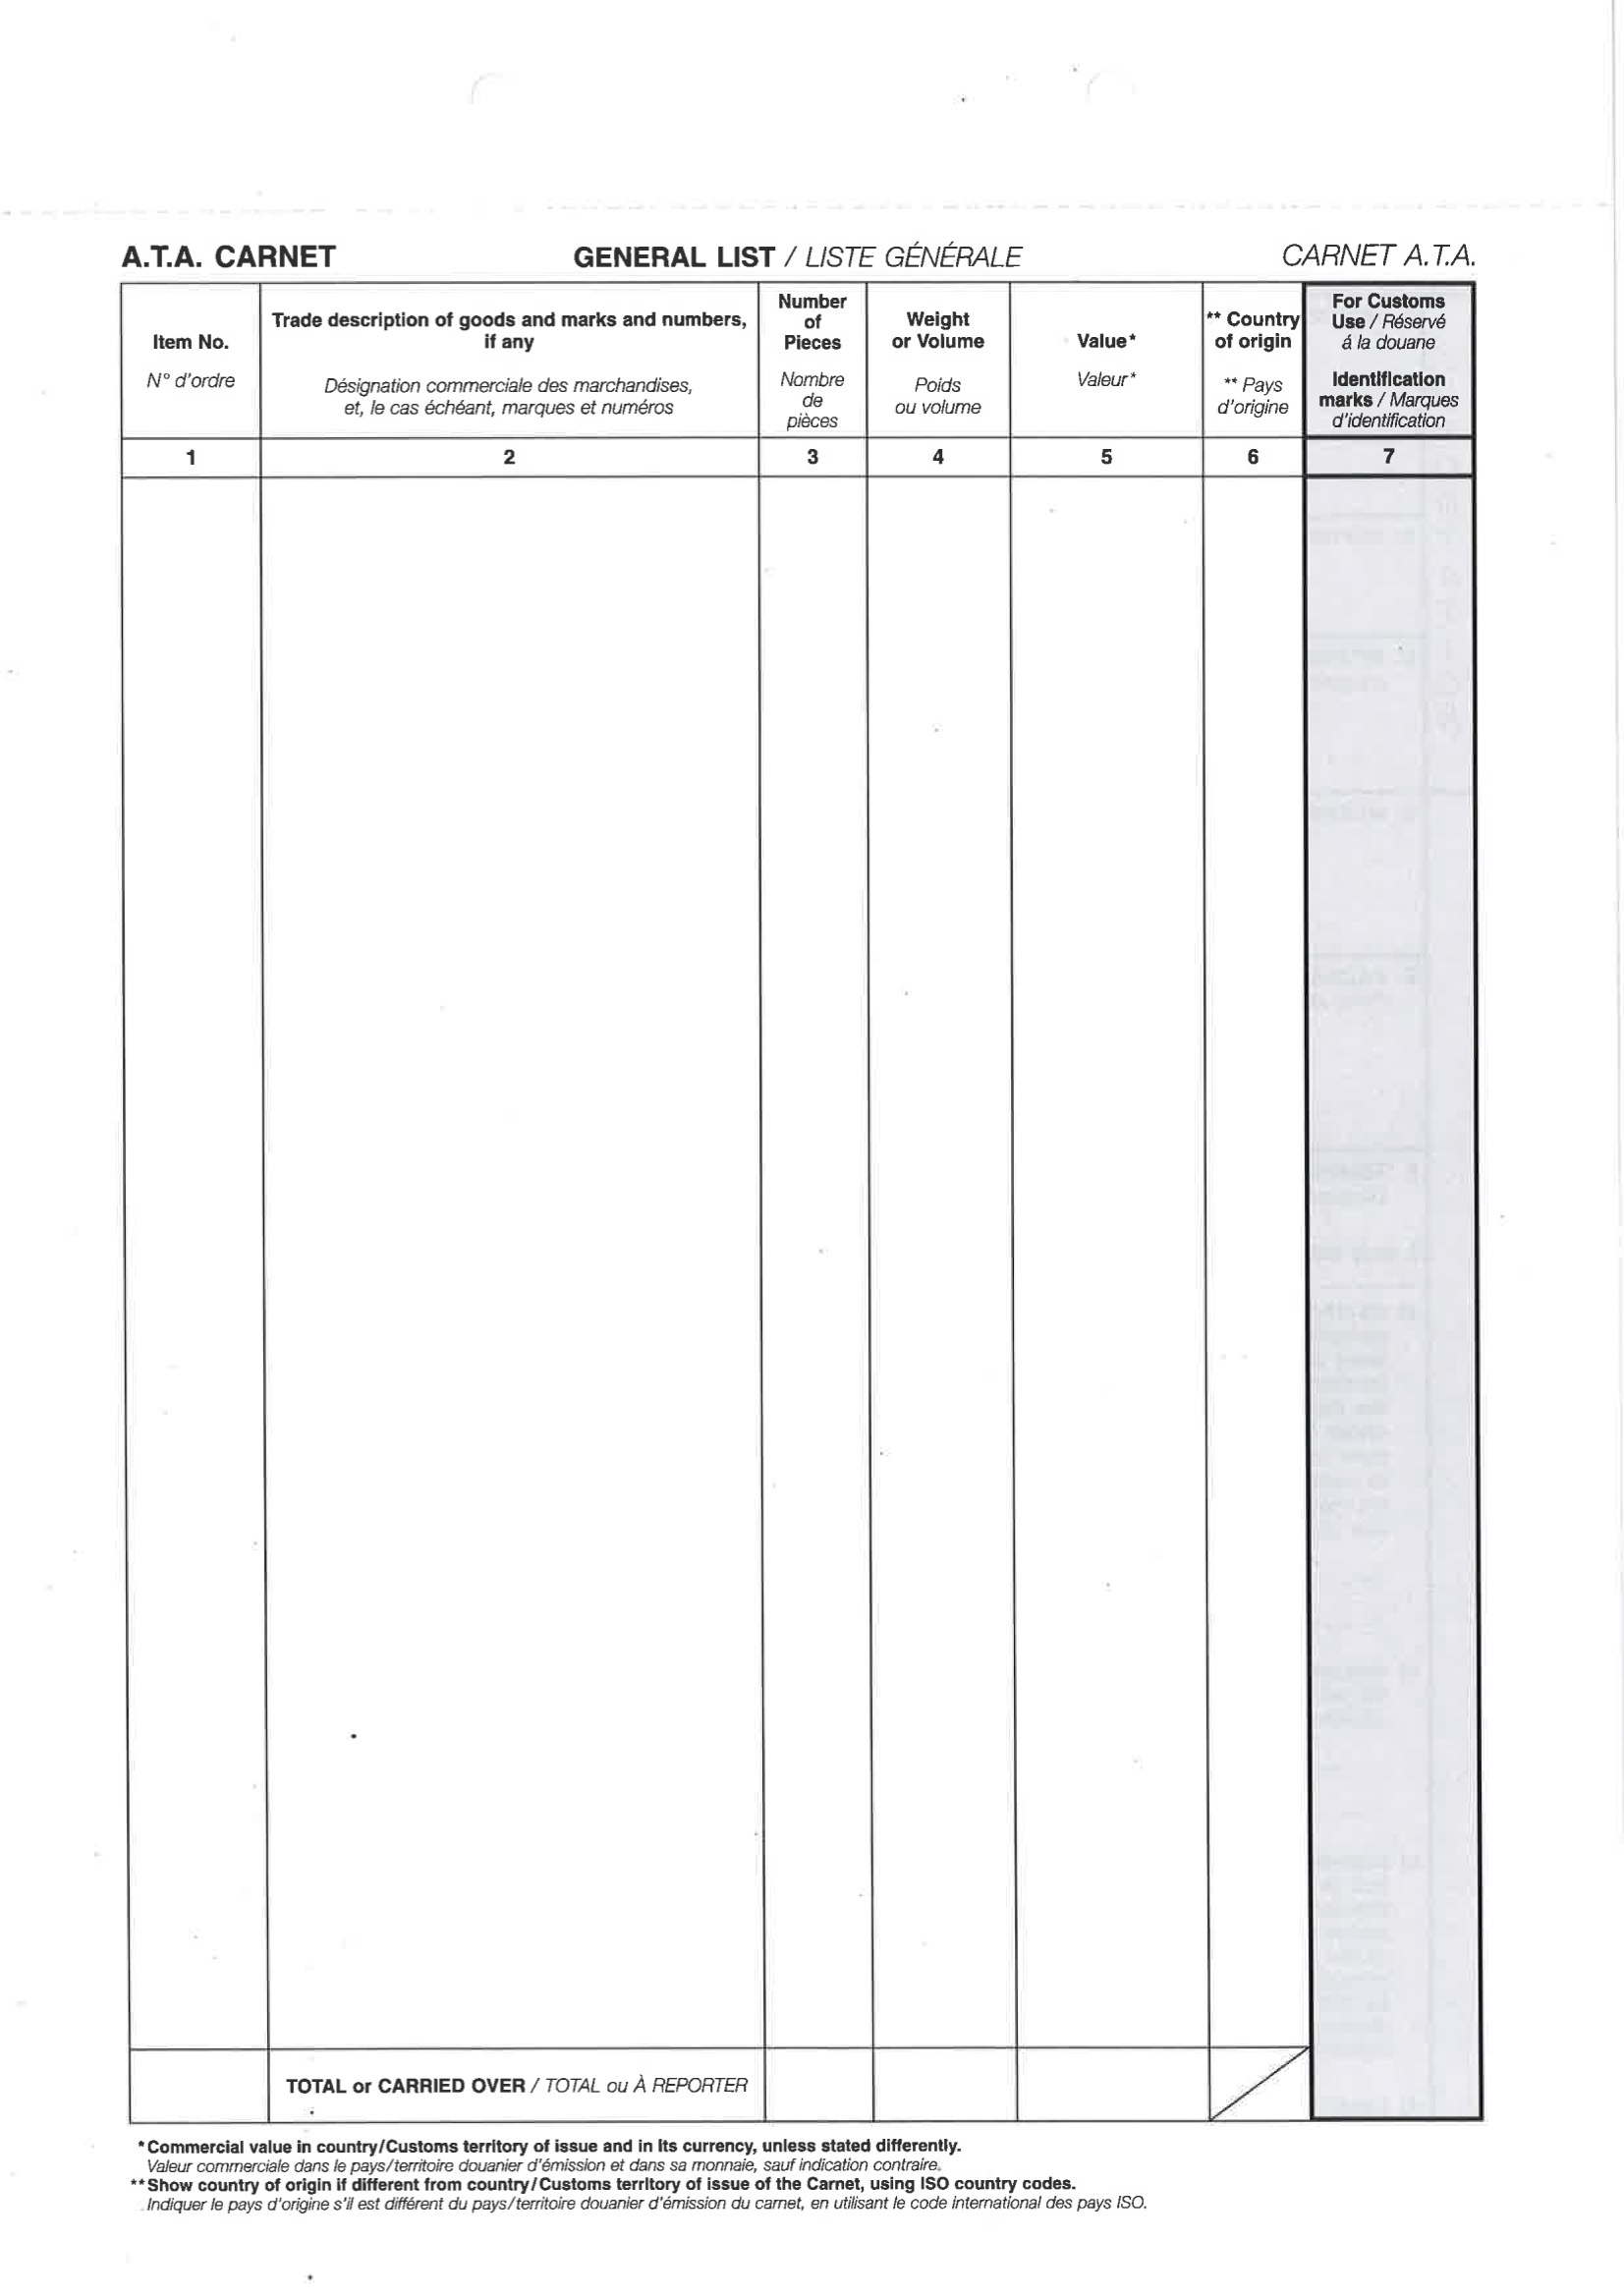 A.T.A. CARNET GENERAL LIST / LISTE GÉNÉRALE CARNET A.T.A.
Item No.
N° d'ordre
Trade description of goods and marks and numbers,
if any
Désignation commerciale des marchandises,
et, le cas échéant, marques et numéros
Number
of
Pieces
Nombre
de
pièces
Weight
or Volume
Poids
ou volume
Value*
Valeur*
** Country
of origin
** Pays
d'origine
For Customs
Use / Réservé
á la douane
Identification
marks / Marques
d'identification
1 2 3 4 5 6 7
TOTAL or CARRIED OVER / TOTAL ou À REPORTER
*Commercial value in country/Customs territory of issue and in its currency, unless stated differently.
Valeur commerciale dans le pays/territoire douanier d'émission et dans sa monnaie, sauf indication contraire.
**Show country of origin if different from country/Customs territory of issue of the Carnet, using ISO country codes.
Indiquer le pays d'origine s'il est différent du pays/territoire douanier d'émission du carnet, en utilisant le code international des pays ISO.